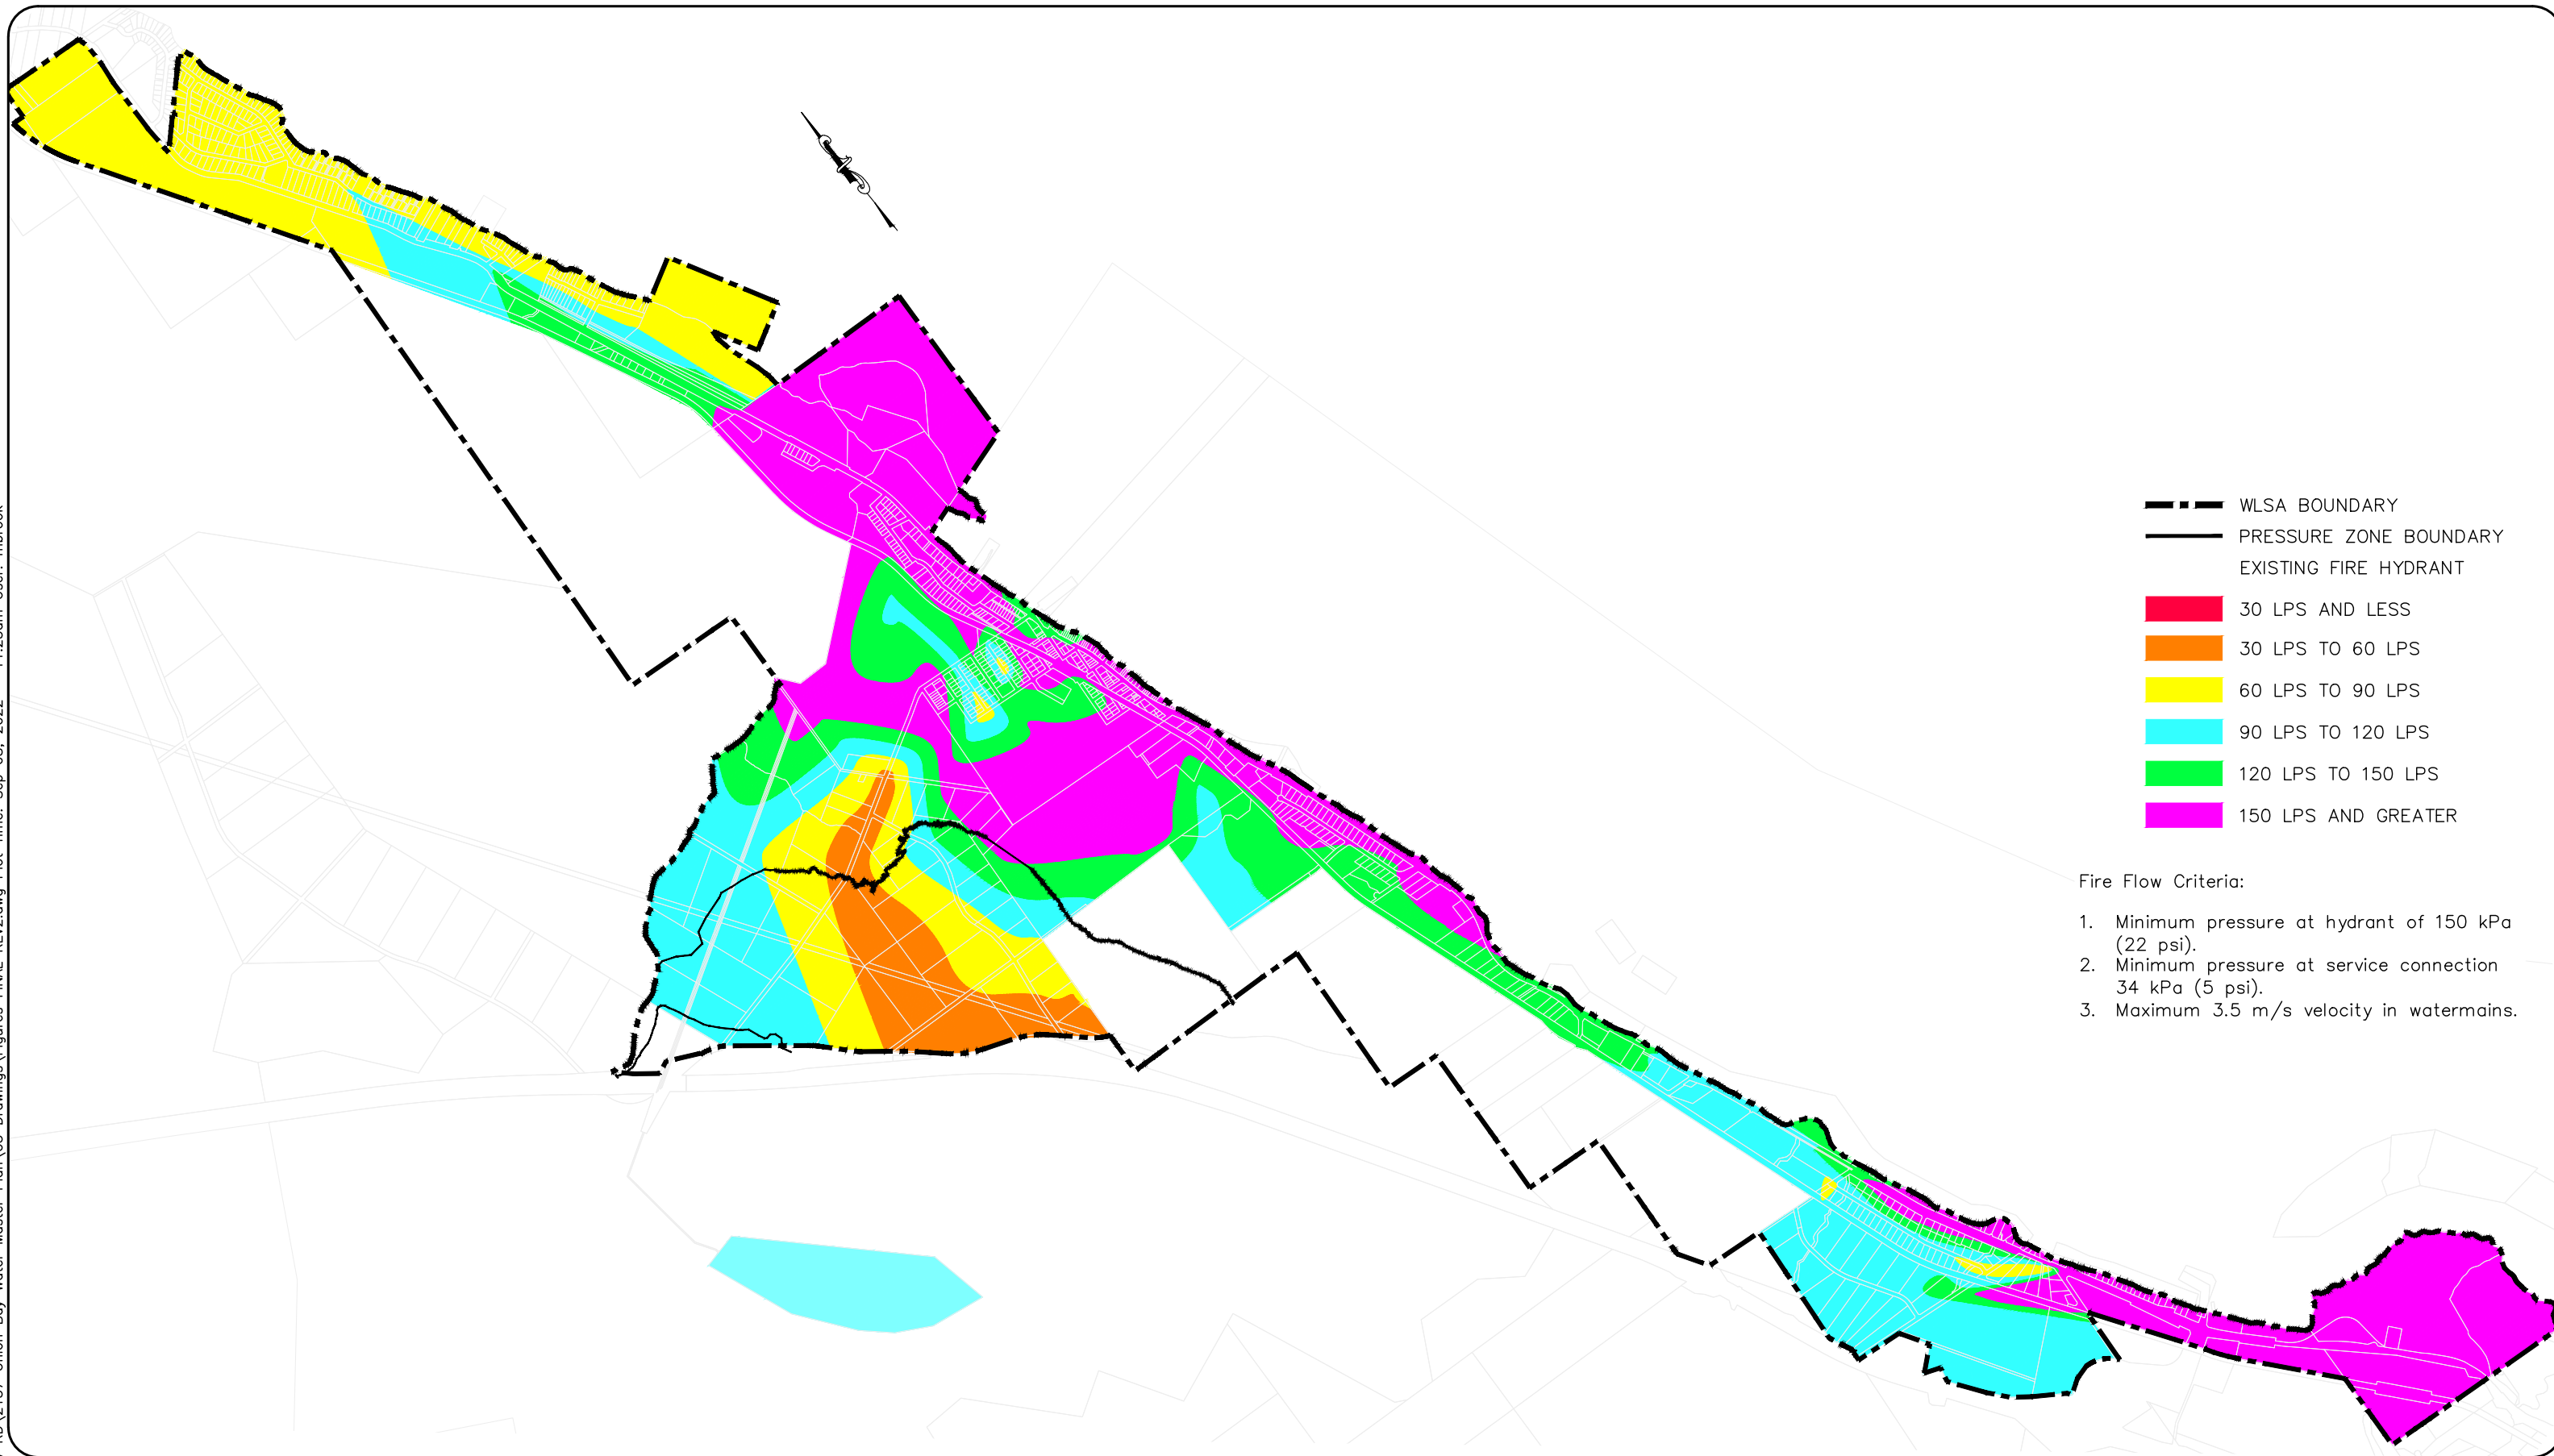 WLSA BOUNDARY
PRESSURE ZONE BOUNDARY
EXISTING FIRE HYDRANT
30 LPS AND LESS
30 LPS TO 60 LPS
60 LPS TO 90 LPS
90 LPS TO 120 LPS
120 LPS TO 150 LPS
150 LPS AND GREATER
Fire Flow Criteria:
1. Minimum pressure at hydrant of 150 kPa
(22 psi).
2. Minimum pressure at service connection
34 kPa (5 psi).
3. Maximum 3.5 m/s velocity in watermains.